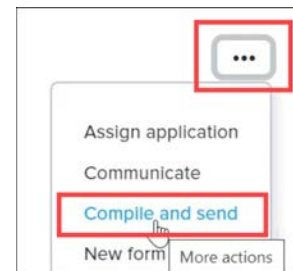 ...
Assign application
Communicate
Compile and send
New form
More actions